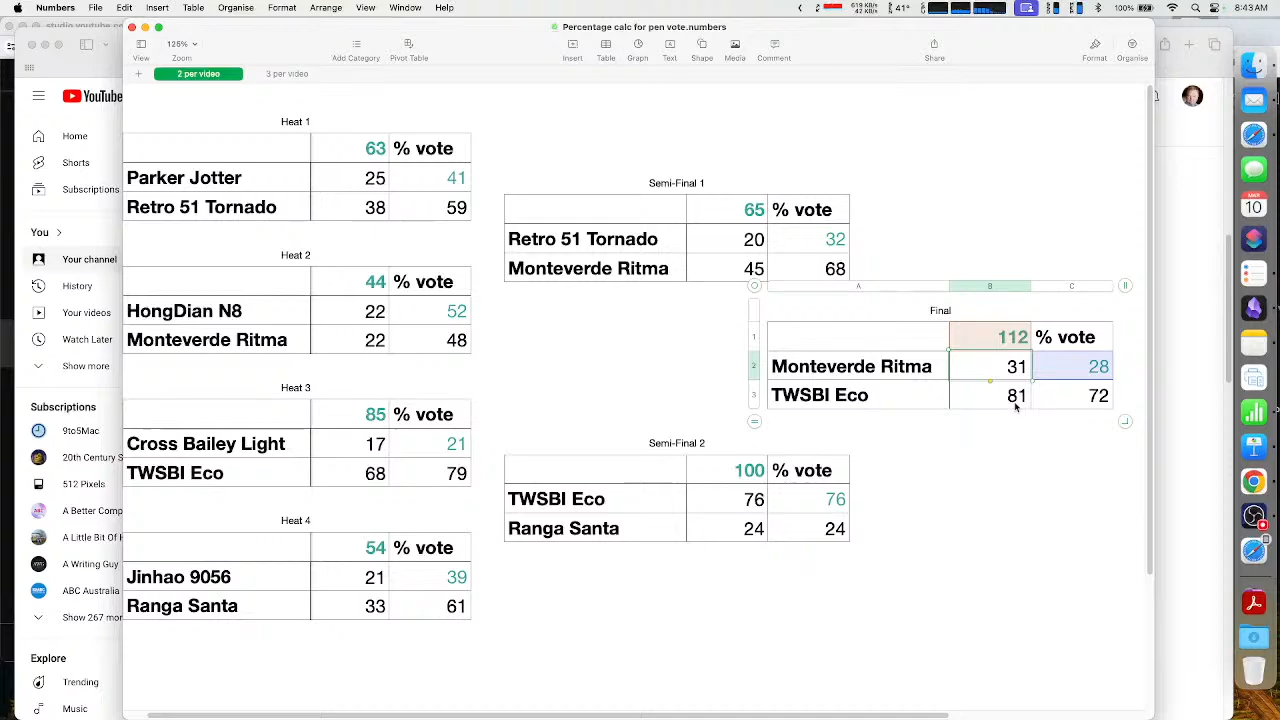 Numbers File Edit Insert Table Organise Format Arrange View Window Help
100% 8:43 AM
Percentage calc for pen vote.numbers
125%
View Zoom Add Category Pivot Table Insert Table Graph Text Shape Media Comment Share Format Organise
2 per video 3 per video
YouTube
Home
Shorts
Subscriptions
You
Your channel
History
Your videos
Watch Later
Show more
Subscriptions
9to5Mac
20th Century S
512 Pixels
A Better Comp
A Little Bit Of H
A Writing Guy
ABC Australia
Show 267 mor
Explore
Trending
Music
Heat 1
63 % vote
Parker Jotter 25 41
Retro 51 Tornado 38 59
Heat 2
44 % vote
HongDian N8 22 52
Monteverde Ritma 22 48
Heat 3
85 % vote
Cross Bailey Light 17 21
TWSBI Eco 68 79
Heat 4
54 % vote
Jinhao 9056 21 39
Ranga Santa 33 61
Semi-Final 1
65 % vote
Retro 51 Tornado 20 32
Monteverde Ritma 45 68
Semi-Final 2
100 % vote
TWSBI Eco 76 76
Ranga Santa 24 24
A B C
Final
1 112 % vote
2 Monteverde Ritma 31 28
3 TWSBI Eco 81 72
MAR
10